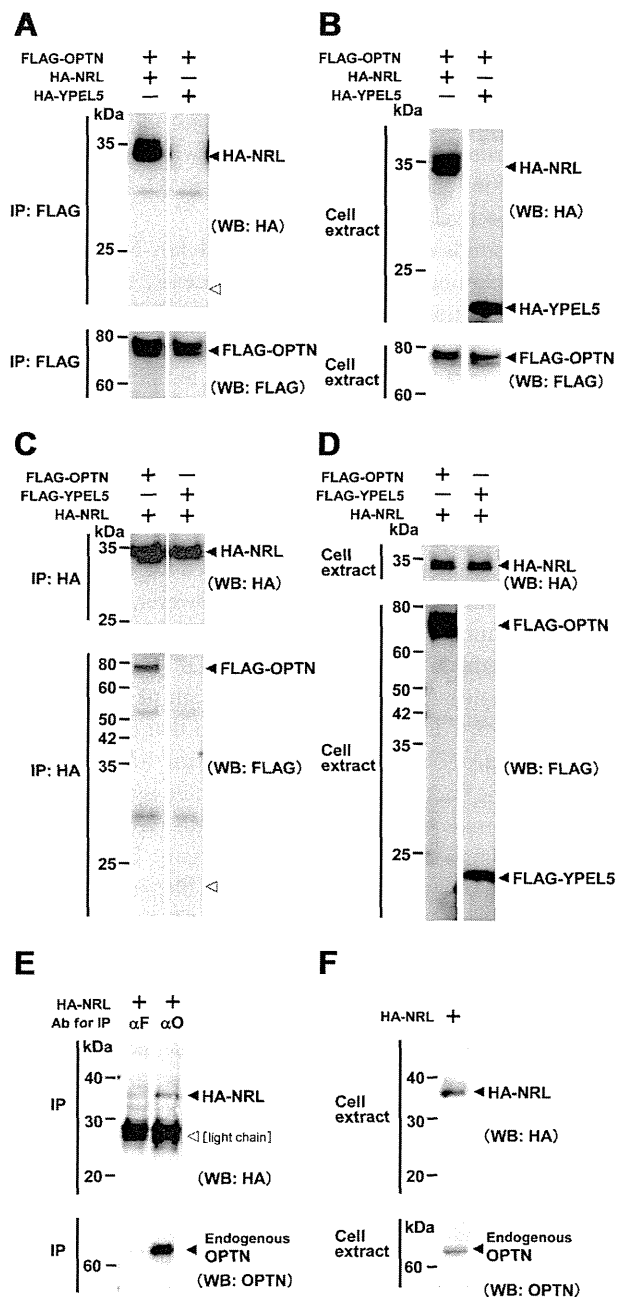 A
FLAG-OPTN + +
HA-NRL + −
HA-YPEL5 − +
kDa
35
HA-NRL
IP: FLAG
(WB: HA)
25
80
IP: FLAG
FLAG-OPTN
60
(WB: FLAG)
B
FLAG-OPTN + +
HA-NRL + −
HA-YPEL5 − +
kDa
35
HA-NRL
Cell
extract
(WB: HA)
25
HA-YPEL5
80
Cell
extract
FLAG-OPTN
60
(WB: FLAG)
C
FLAG-OPTN + −
FLAG-YPEL5 − +
HA-NRL + +
kDa
35
HA-NRL
IP: HA
(WB: HA)
25
80
FLAG-OPTN
60
50
42
IP: HA
35
(WB: FLAG)
25
D
FLAG-OPTN + −
FLAG-YPEL5 − +
HA-NRL + +
kDa
Cell
extract
35
HA-NRL
(WB: HA)
80
FLAG-OPTN
60
50
42
Cell
extract
35
(WB: FLAG)
25
FLAG-YPEL5
E
HA-NRL + +
Ab for IP αF αO
kDa
40
IP
HA-NRL
30
[light chain]
20
(WB: HA)
IP
Endogenous
OPTN
60
(WB: OPTN)
F
HA-NRL +
kDa
40
HA-NRL
Cell
extract
30
(WB: HA)
20
kDa
Cell
extract
Endogenous
OPTN
60
(WB: OPTN)